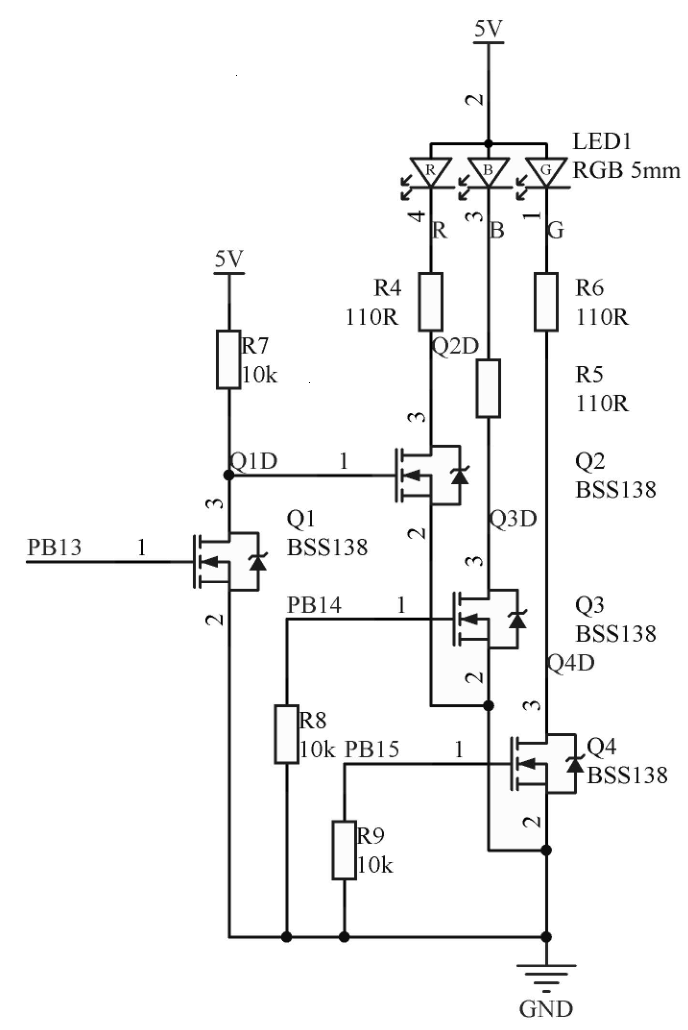 5V
2
LED1
RGB 5mm
R
B
G
4
3
1
R
B
G
5V
R4
110R
R6
110R
R7
10k
Q2D
R5
110R
3
Q1D
1
Q2
BSS138
3
Q1
BSS138
2
Q3D
PB13
1
3
PB14
1
Q3
BSS138
2
2
Q4D
3
R8
10k
PB15
1
Q4
BSS138
2
R9
10k
GND